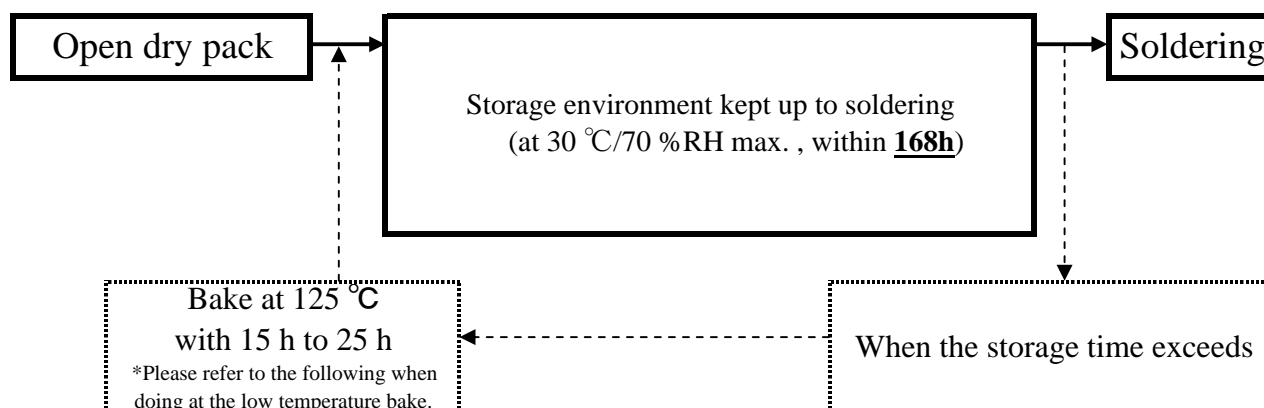 Open dry pack
Soldering
Storage environment kept up to soldering
(at 30 ℃/70 %RH max. , within 168h)
Bake at 125 ℃
with 15 h to 25 h
*Please refer to the following when
doing at the low temperature bake.
When the storage time exceeds